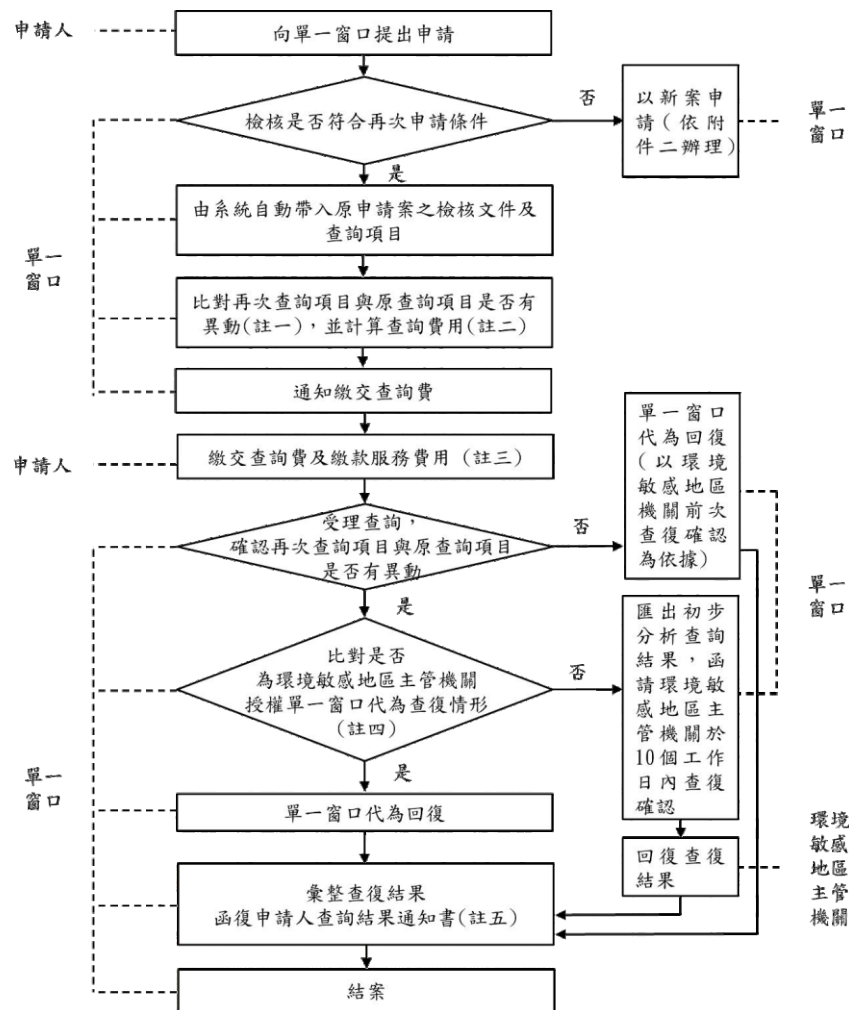 申請人
向單一窗口提出申請
檢核是否符合再次申請條件
否
以新案申
請(依附
件二辦理)
單一
窗口
是
由系統自動帶入原申請案之檢核文件及
查詢項目
單一
窗口
比對再次查詢項目與原查詢項目是否有
異動(註一)，並計算查詢費用(註二)
通知繳交查詢費
申請人
繳交查詢費及繳款服務費用 (註三)
受理查詢，
確認再次查詢項目與原查詢項目
是否有異動
否
單一窗口
代為回復
(以環境
敏感地區
機關前次
查復確認
為依據)
單一
窗口
是
比對是否
為環境敏感地區主管機關
授權單一窗口代為查復情形
(註四)
否
匯出初步
分析查詢
結果，函
請環境敏
感地區主
管機關於
10個工作
日內查復
確認
是
單一
窗口
單一窗口代為回復
回復查復
結果
環境
敏感
地區
主管
機關
彙整查復結果
函復申請人查詢結果通知書(註五)
結案